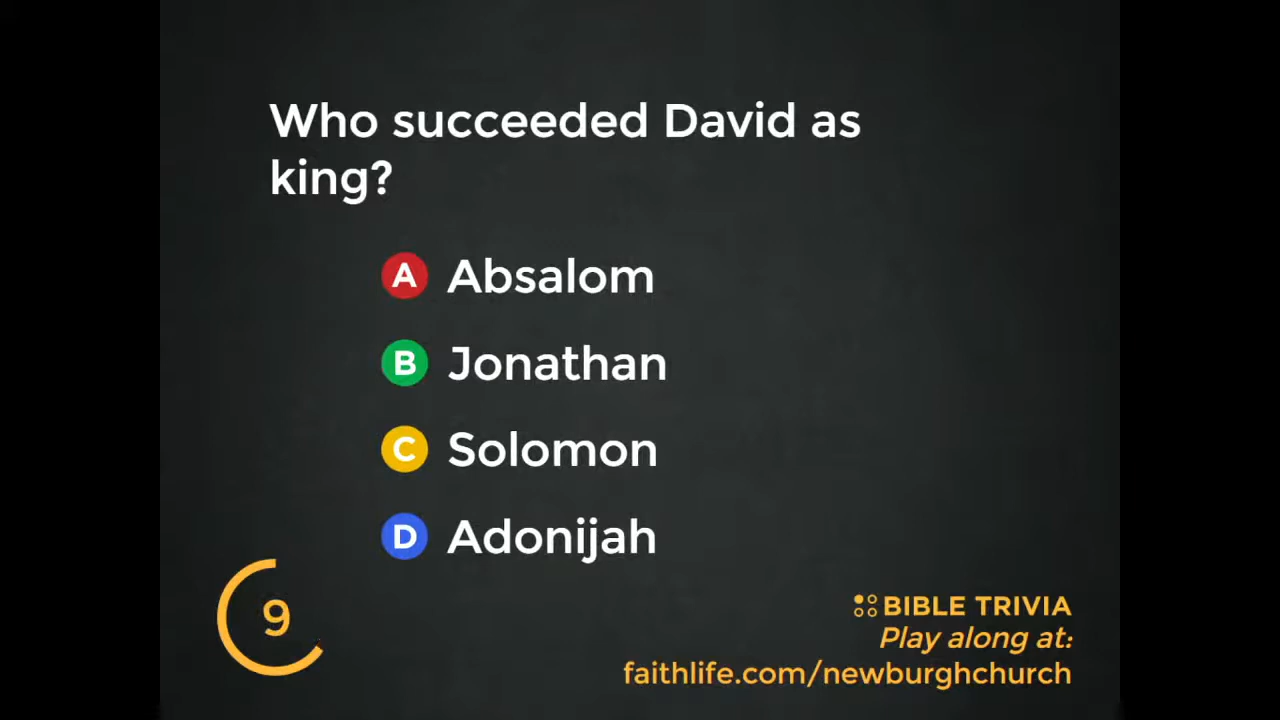 Who succeeded David as
king?
A Absalom
B Jonathan
C Solomon
D Adonijah
9
BIBLE TRIVIA
Play along at:
faithlife.com/newburghchurch